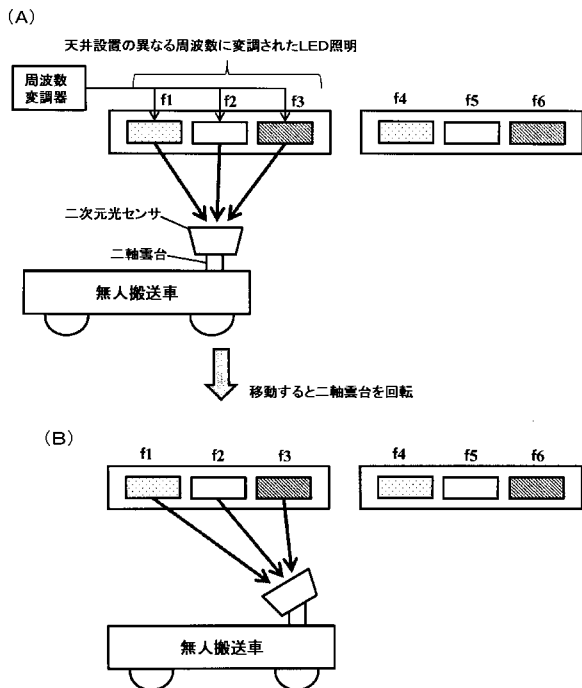 (A)
天井設置の異なる周波数に変調されたLED照明
周波数
変調器
f1 f2 f3 f4 f5 f6
二次元光センサ
二軸雲台
無人搬送車
移動すると二軸雲台を回転
(B)
f1 f2 f3 f4 f5 f6
無人搬送車